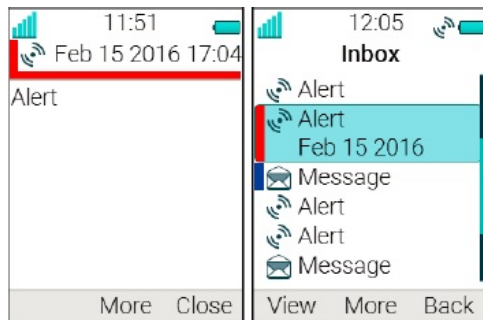 11:51
Feb 15 2016 17:04
Alert
More Close
12:05
Inbox
Alert
Alert
Feb 15 2016
Message
Alert
Alert
Message
View More Back